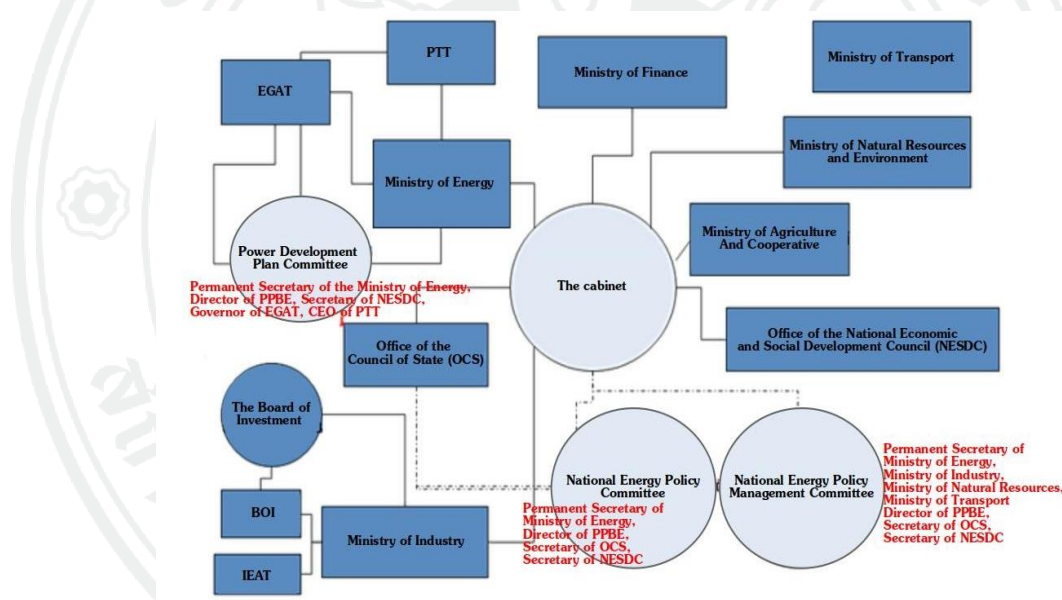 PTT
Ministry of Finance
Ministry of Transport
EGAT
Ministry of Natural Resources
and Environment
Ministry of Energy
Ministry of Agriculture
And Cooperative
Power Development
Plan Committee
Permanent Secretary of the Ministry of Energy,
Director of PPBE, Secretary of NESDC,
Governor of EGAT, CEO of PTT
The cabinet
Office of the
Council of State (OCS)
Office of the National Economic
and Social Development Council (NESDC)
The Board of
Investment
National Energy Policy
Committee
Permanent Secretary of
Ministry of Energy,
Director of PPBE,
Secretary of OCS,
Secretary of NESDC
National Energy Policy
Management Committee
Permanent Secretary of
Ministry of Energy,
Ministry of Industry,
Ministry of Natural Resources,
Ministry of Transport
Director of PPBE,
Secretary of OCS,
Secretary of NESDC
BOI
Ministry of Industry
IEAT